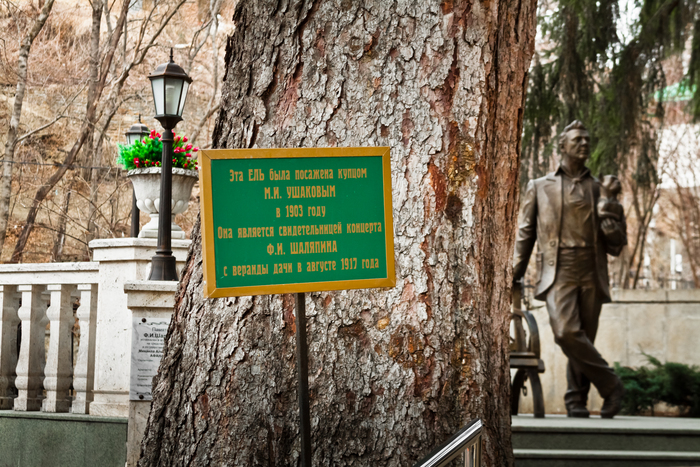 Эта ЕЛЬ была посажена купцом
М.И. УШАКОВЫМ
в 1903 году
Она является свидетельницей концерта
Ф.И. ШАЛЯПИНА
с веранды дачи в августе 1917 года